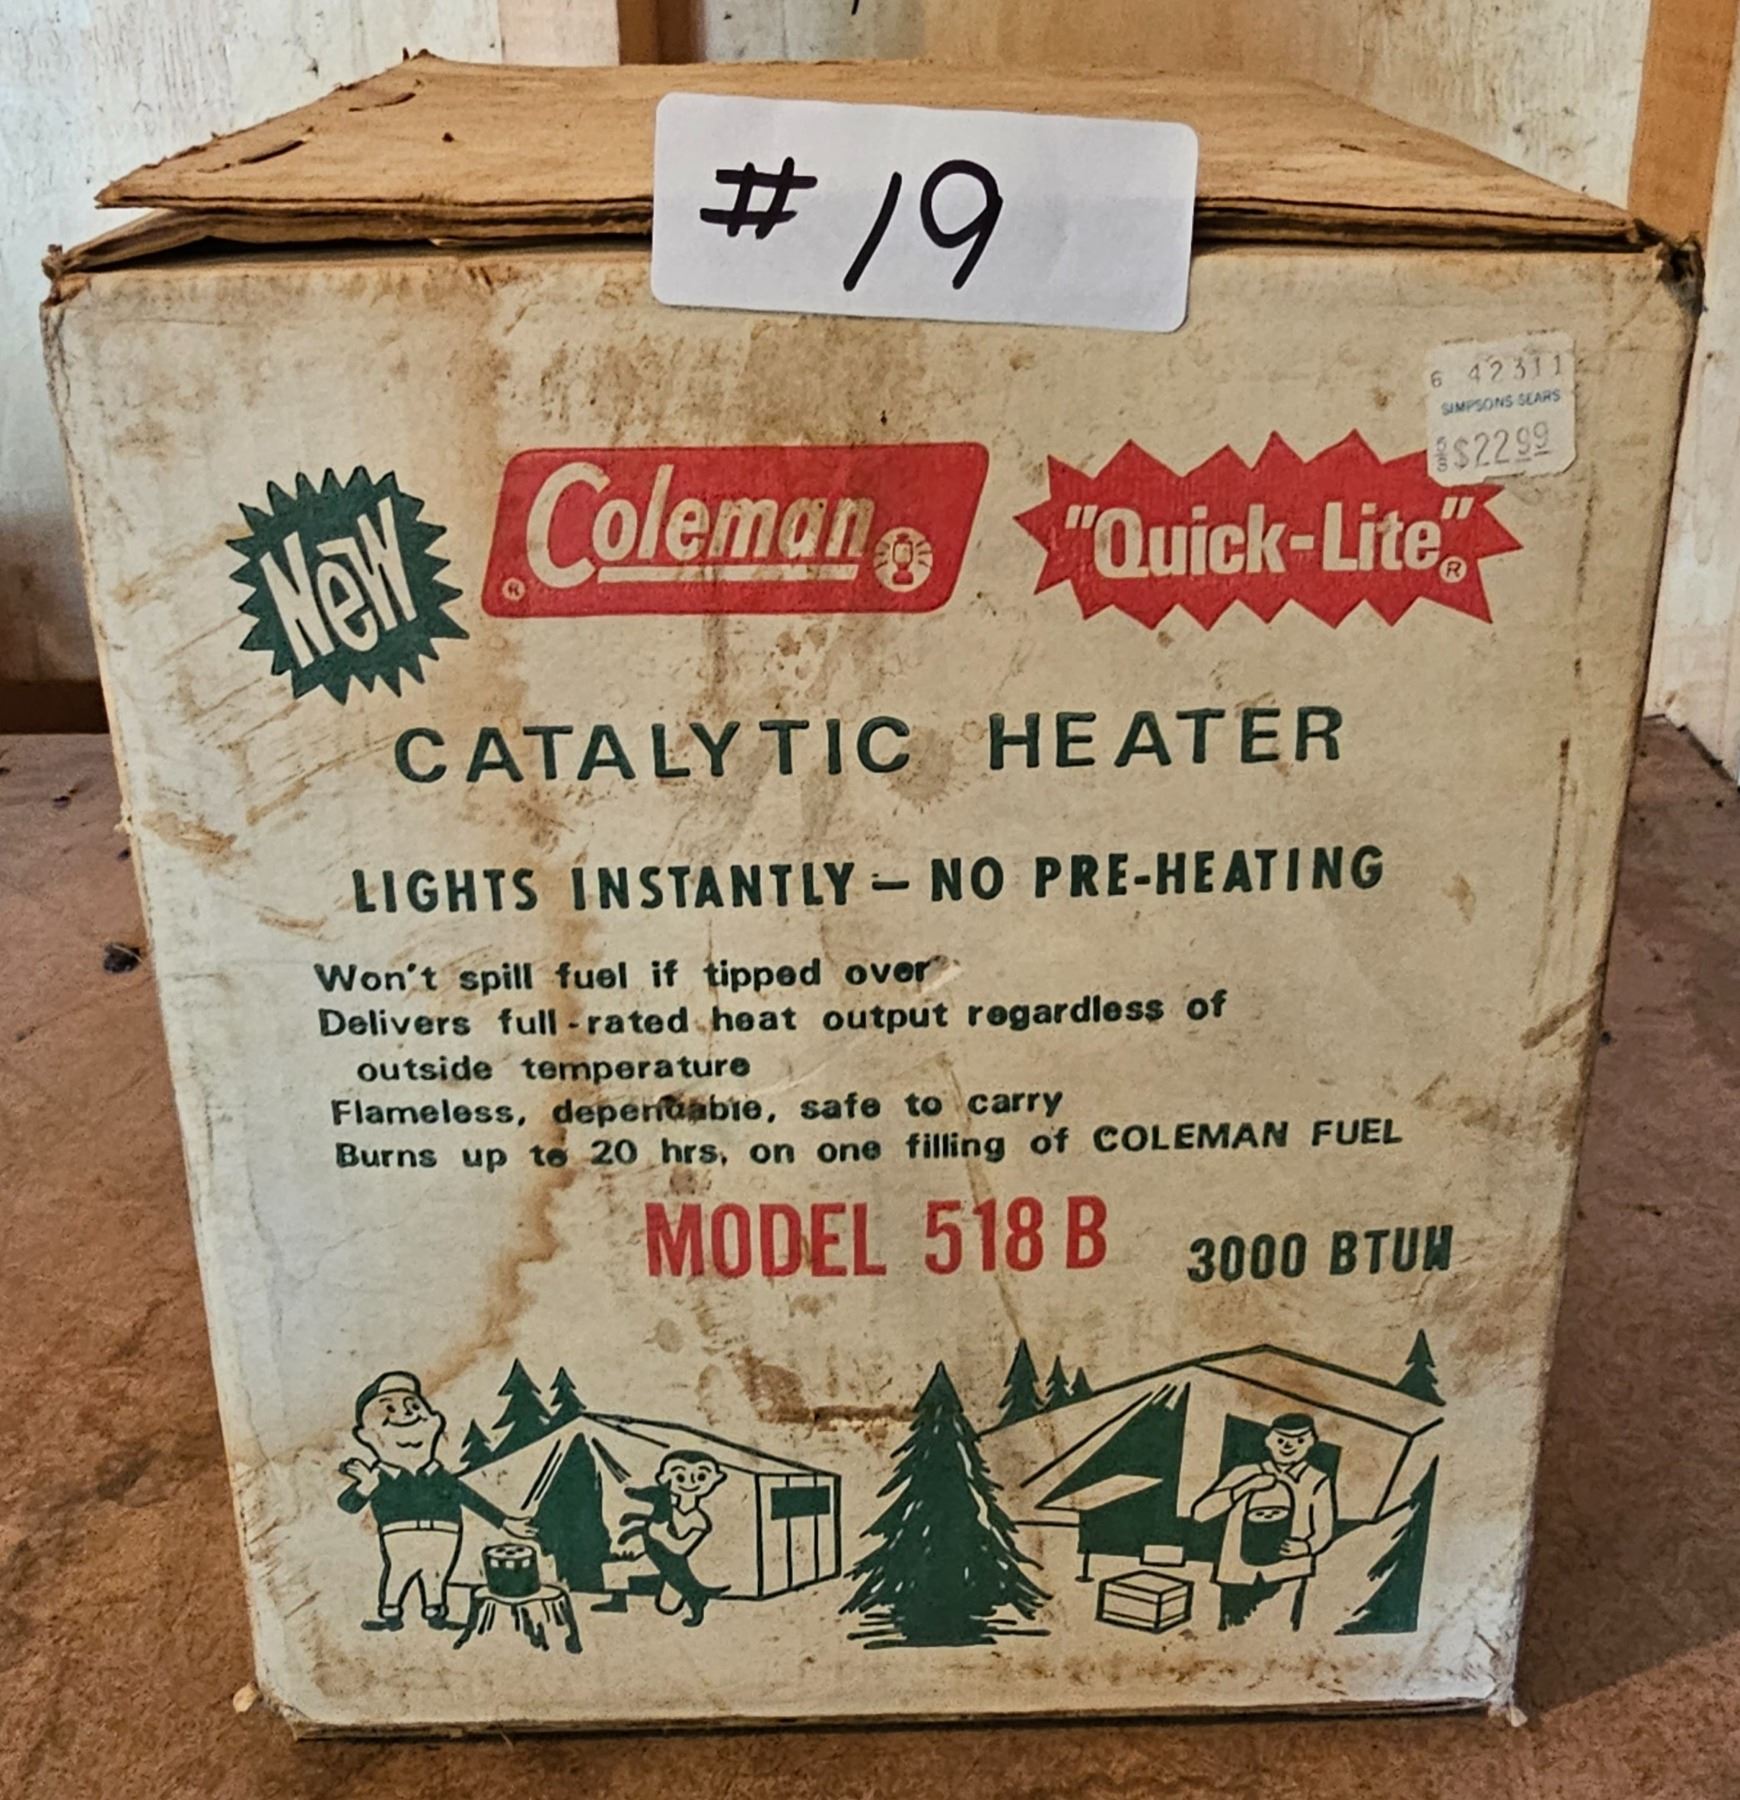 # 19
6 42311
SIMPSONS-SEARS
$22.99
New
Coleman ®
"Quick-Lite" ®
CATALYTIC HEATER
LIGHTS INSTANTLY — NO PRE-HEATING
Won't spill fuel if tipped over
Delivers full-rated heat output regardless of
outside temperature
Flameless, dependable, safe to carry
Burns up to 20 hrs, on one filling of COLEMAN FUEL
MODEL 518 B
3000 BTUH